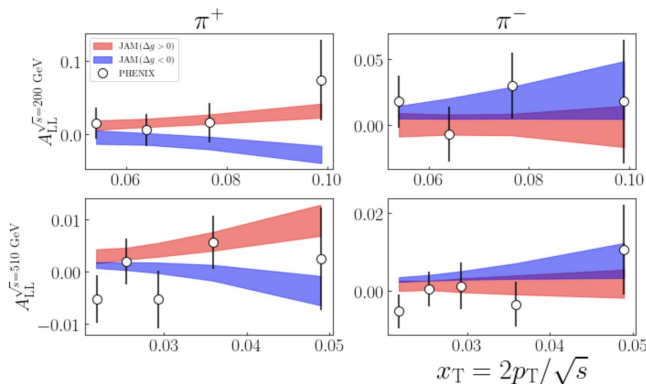 π⁺ π⁻
JAM(Δg > 0)
JAM(Δg < 0)
PHENIX
A_LL^√s=200 GeV
0.1
0.0
0.06 0.08 0.10
0.05
0.00
0.06 0.08 0.10
A_LL^√s=510 GeV
0.01
0.00
−0.01
0.03 0.04 0.05
0.02
0.00
0.03 0.04 0.05
x_T = 2p_T/√s